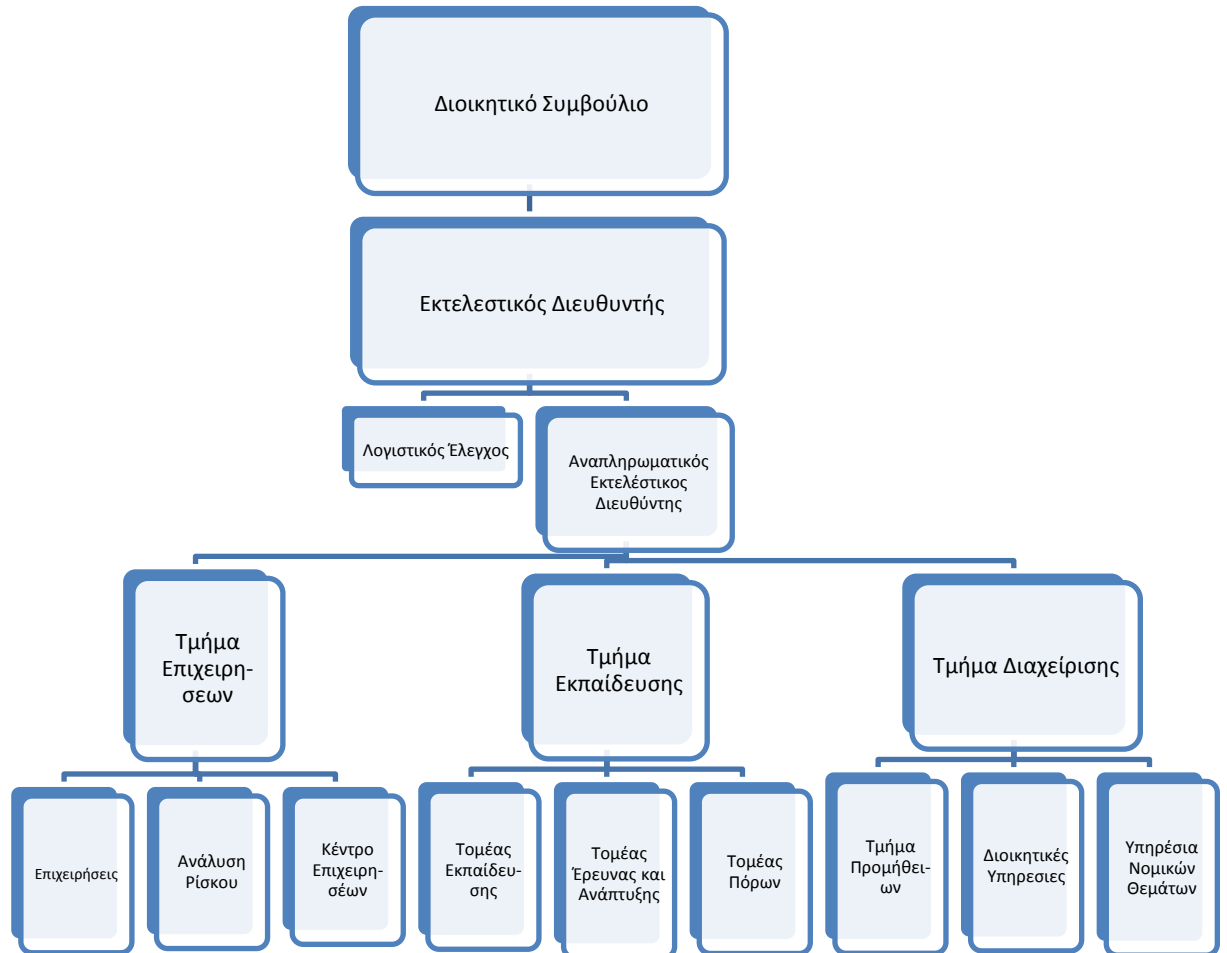 Διοικητικό Συμβούλιο
Εκτελεστικός Διευθυντής
Λογιστικός Έλεγχος
Αναπληρωματικός
Εκτελέστικος
Διευθύντης
Τμήμα
Επιχειρη-
σεων
Τμήμα
Εκπαίδευσης
Τμήμα Διαχείρισης
Επιχειρήσεις
Ανάλυση
Ρίσκου
Κέντρο
Επιχειρη-
σέων
Τομέας
Εκπαίδευ-
σης
Τομέας
Έρευνας και
Ανάπτυξης
Τομέας
Πόρων
Τμήμα
Προμήθει-
ων
Διοικητικές
Υπηρεσιες
Υπηρέσια
Νομικών
Θεμάτων